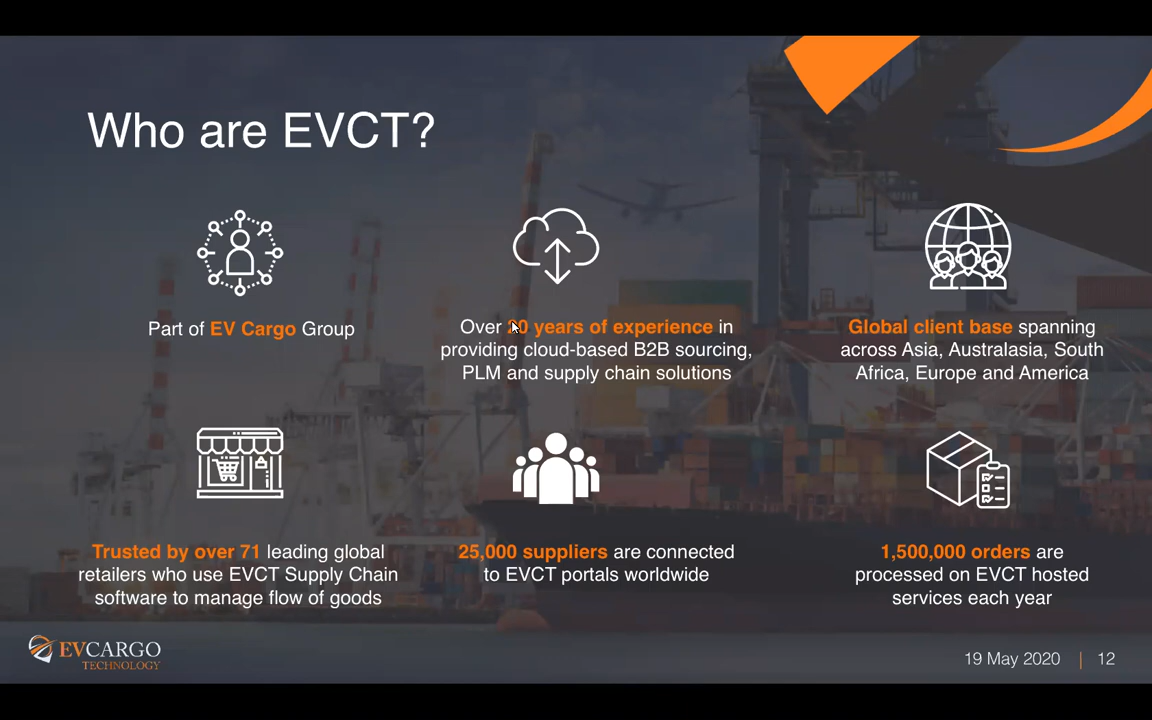 Who are EVCT?
Part of EV Cargo Group
Over years of experience in
providing cloud-based B2B sourcing,
PLM and supply chain solutions
Global client base spanning
across Asia, Australasia, South
Africa, Europe and America
Trusted by over 71 leading global
retailers who use EVCT Supply Chain
software to manage flow of goods
25,000 suppliers are connected
to EVCT portals worldwide
1,500,000 orders are
processed on EVCT hosted
services each year
EVCARGO
TECHNOLOGY
19 May 2020 | 12